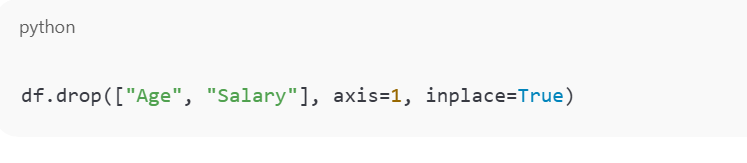 python
df.drop(["Age", "Salary"], axis=1, inplace=True)